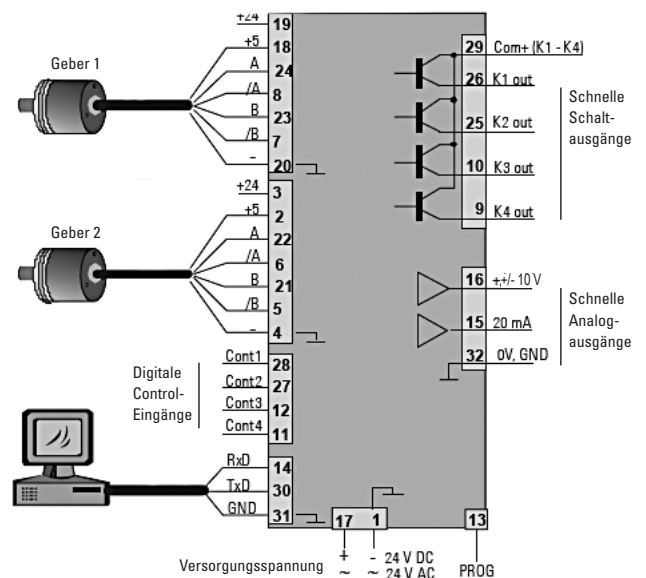 +24 19
+5 18
Geber 1
A 24
/A 8
B 23
/B 7
– 20
+24 3
+5 2
Geber 2
A 22
/A 6
B 21
/B 5
– 4
Digitale
Control-
Eingänge
Cont1 28
Cont2 27
Cont3 12
Cont4 11
RxD 14
TxD 30
GND 31
29 Com+ (K1 - K4)
26 K1 out
25 K2 out
10 K3 out
9 K4 out
Schnelle
Schalt-
ausgänge
16 +,+/- 10 V
15 20 mA
32 0V, GND
Schnelle
Analog-
ausgänge
17 1 13
Versorgungsspannung
+ - 24 V DC
~ ~ 24 V AC
PROG